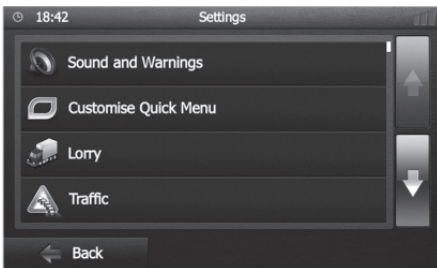 18:42 Settings
Sound and Warnings
Customise Quick Menu
Lorry
Traffic
Back